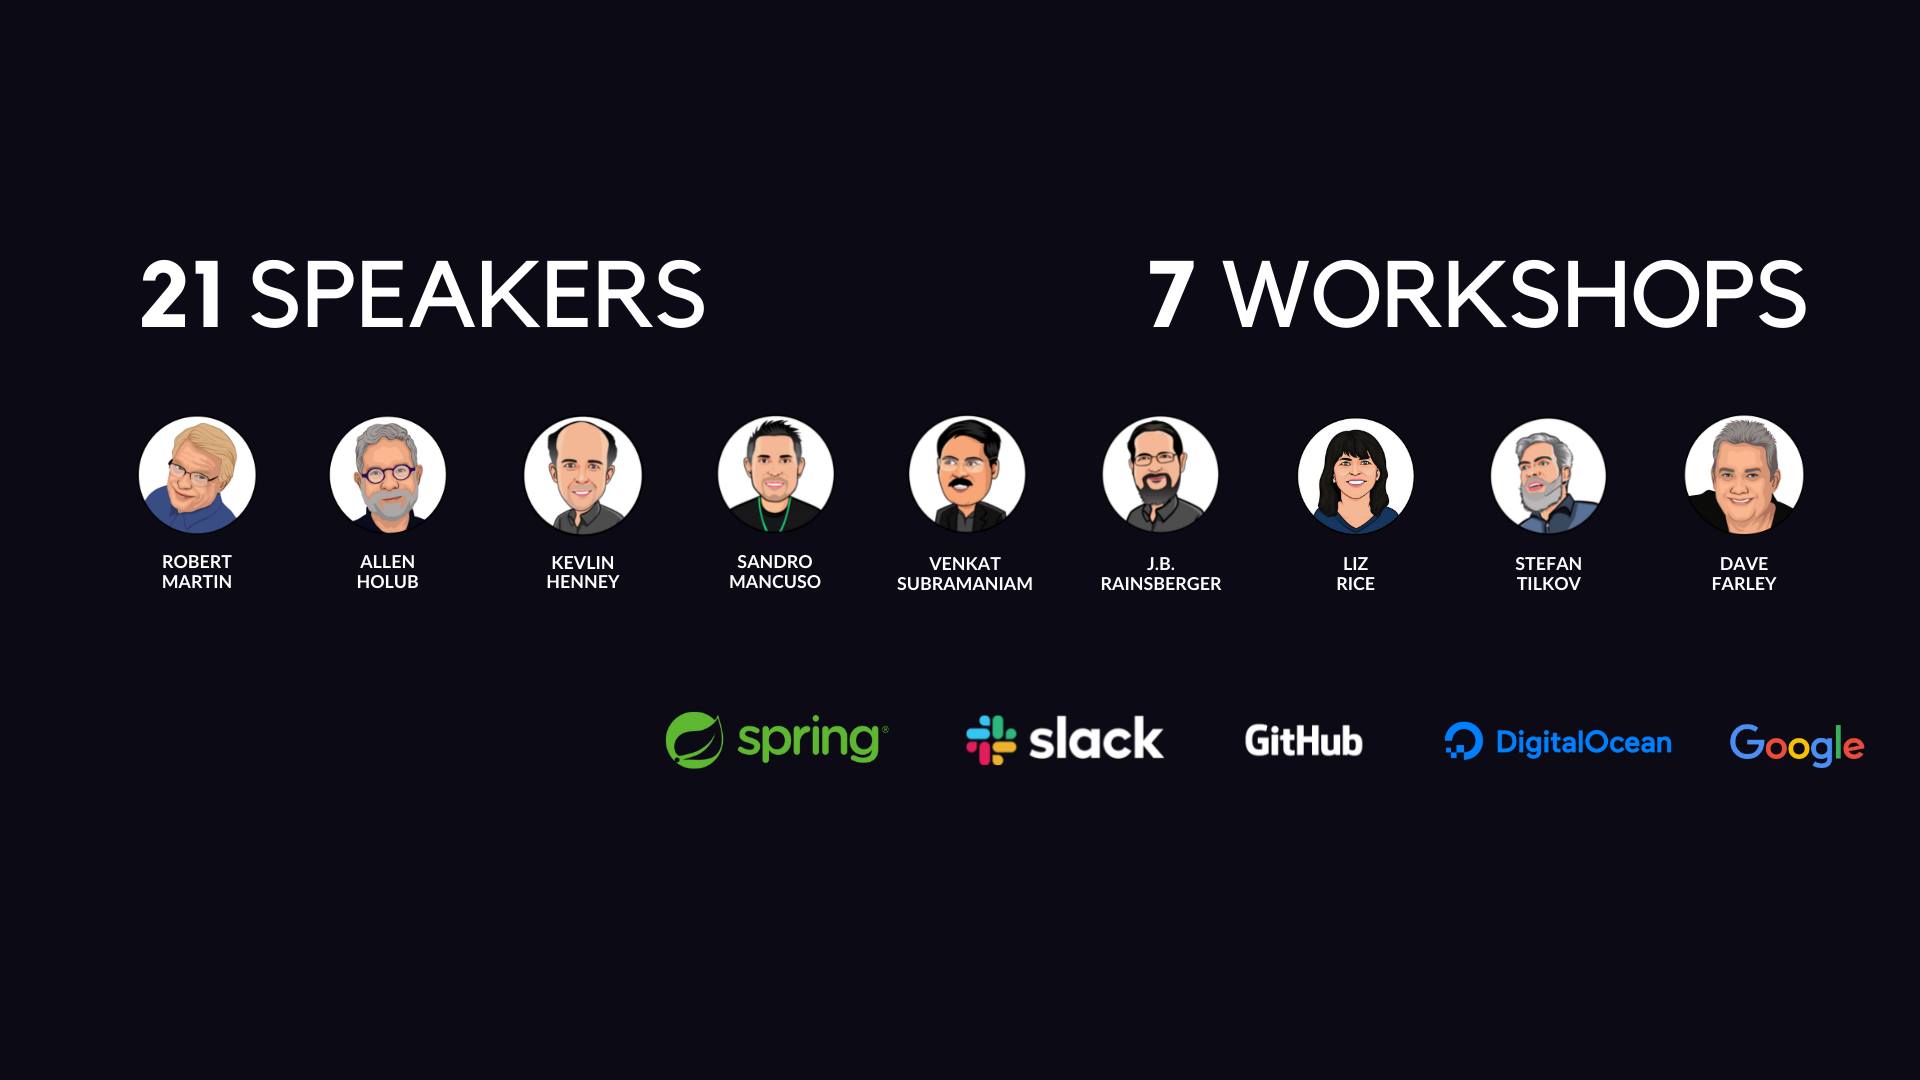 21 SPEAKERS
7 WORKSHOPS
ROBERT
MARTIN
ALLEN
HOLUB
KEVLIN
HENNEY
SANDRO
MANCUSO
VENKAT
SUBRAMANIAM
J.B.
RAINSBERGER
LIZ
RICE
STEFAN
TILKOV
DAVE
FARLEY
spring®
slack
GitHub
DigitalOcean
Google